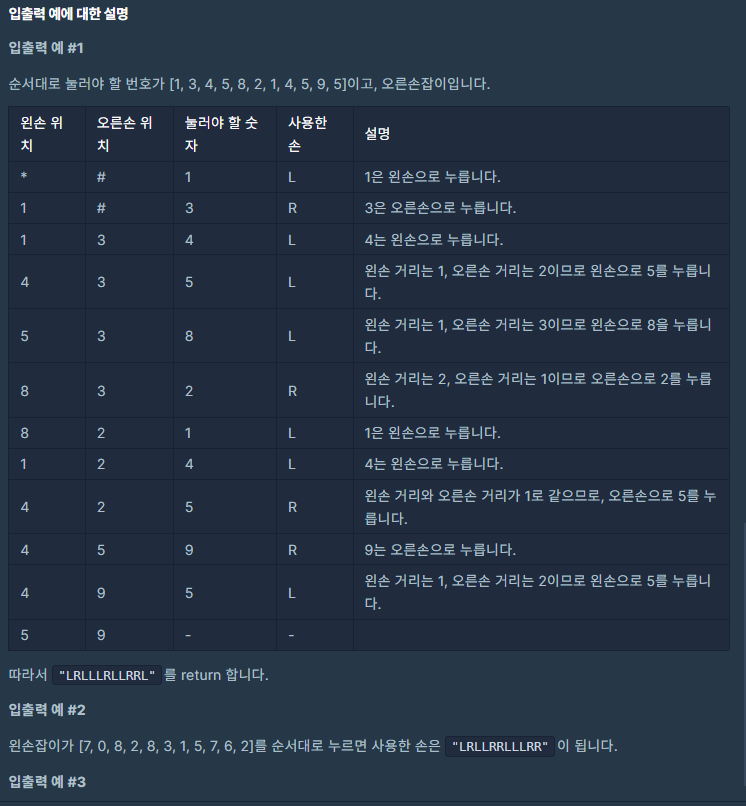 입출력 예에 대한 설명
입출력 예 #1
순서대로 눌러야 할 번호가 [1, 3, 4, 5, 8, 2, 1, 4, 5, 9, 5]이고, 오른손잡이입니다.
왼손 위치 오른손 위치 눌러야 할 숫자 사용한 손 설명
* # 1 L 1은 왼손으로 누릅니다.
1 # 3 R 3은 오른손으로 누릅니다.
1 3 4 L 4는 왼손으로 누릅니다.
4 3 5 L 왼손 거리는 1, 오른손 거리는 2이므로 왼손으로 5를 누릅니다.
5 3 8 L 왼손 거리는 1, 오른손 거리는 3이므로 왼손으로 8을 누릅니다.
8 3 2 R 왼손 거리는 2, 오른손 거리는 1이므로 오른손으로 2를 누릅니다.
8 2 1 L 1은 왼손으로 누릅니다.
1 2 4 L 4는 왼손으로 누릅니다.
4 2 5 R 왼손 거리와 오른손 거리가 1로 같으므로, 오른손으로 5를 누릅니다.
4 5 9 R 9는 오른손으로 누릅니다.
4 9 5 L 왼손 거리는 1, 오른손 거리는 2이므로 왼손으로 5를 누릅니다.
5 9 - -
따라서 "LRLLLRLLRRL" 를 return 합니다.
입출력 예 #2
왼손잡이가 [7, 0, 8, 2, 8, 3, 1, 5, 7, 6, 2]를 순서대로 누르면 사용한 손은 "LRLLRRLLLRR" 이 됩니다.
입출력 예 #3